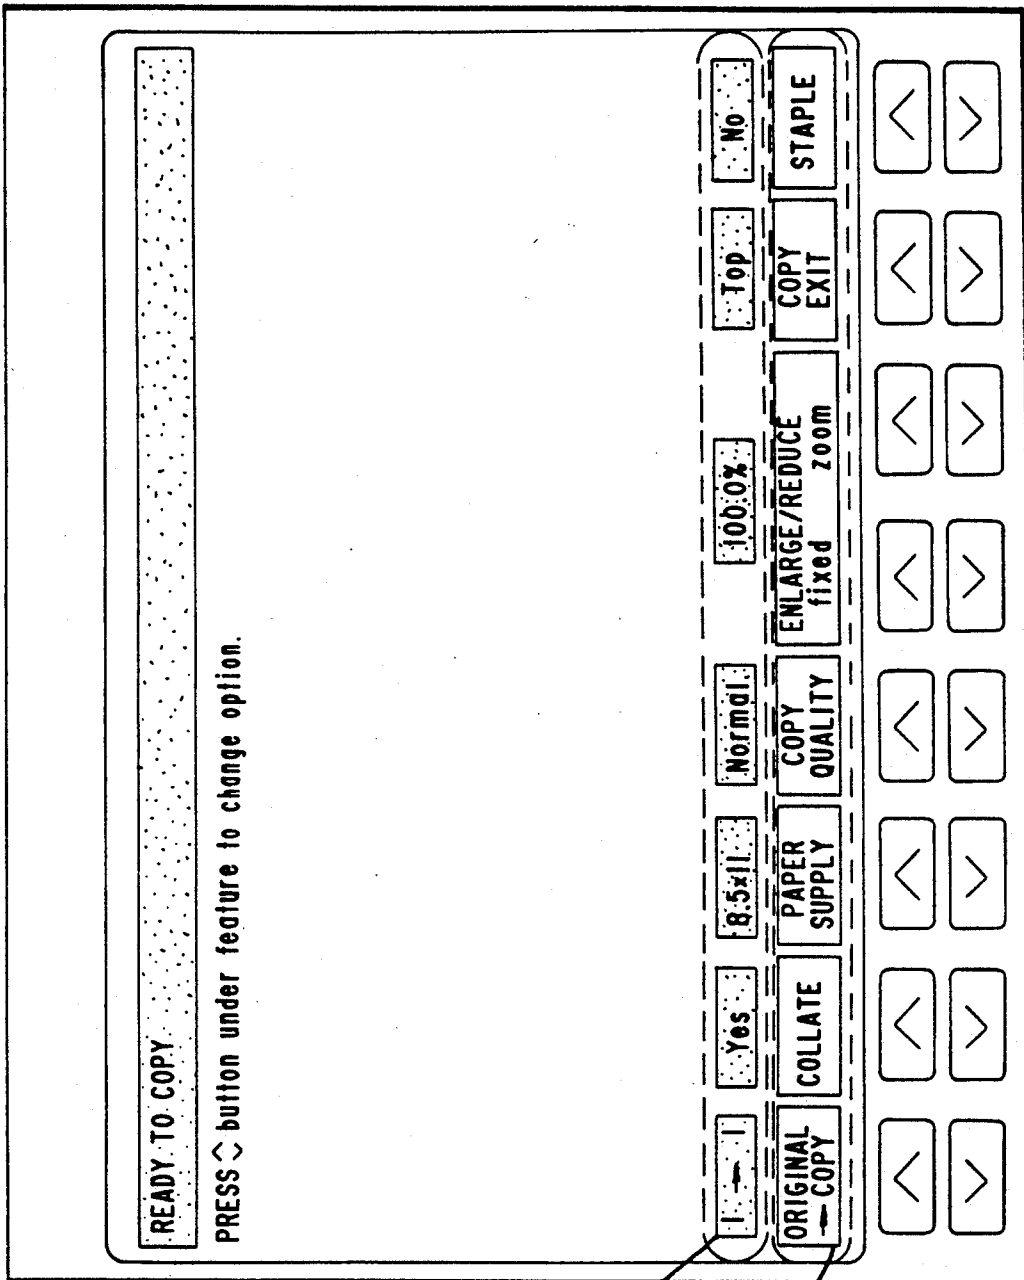 READY TO COPY
PRESS ^ button under feature to change option.
1 → 1
Yes
8.5x11
Normal
100.0%
Top
No
ORIGINAL
→ COPY
COLLATE
PAPER
SUPPLY
COPY
QUALITY
ENLARGE/REDUCE
fixed zoom
COPY
EXIT
STAPLE